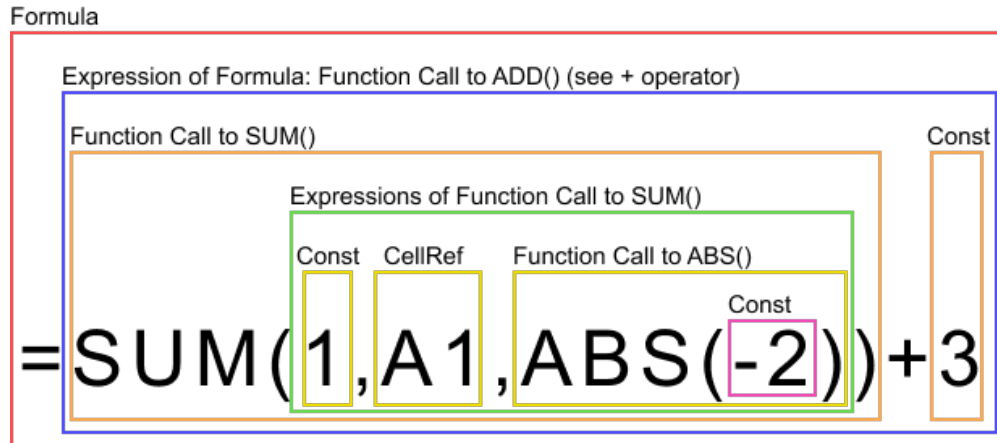 Formula
Expression of Formula: Function Call to ADD() (see + operator)
Function Call to SUM() Const
Expressions of Function Call to SUM()
Const CellRef Function Call to ABS()
Const
=SUM(1,A1,ABS(-2))+3